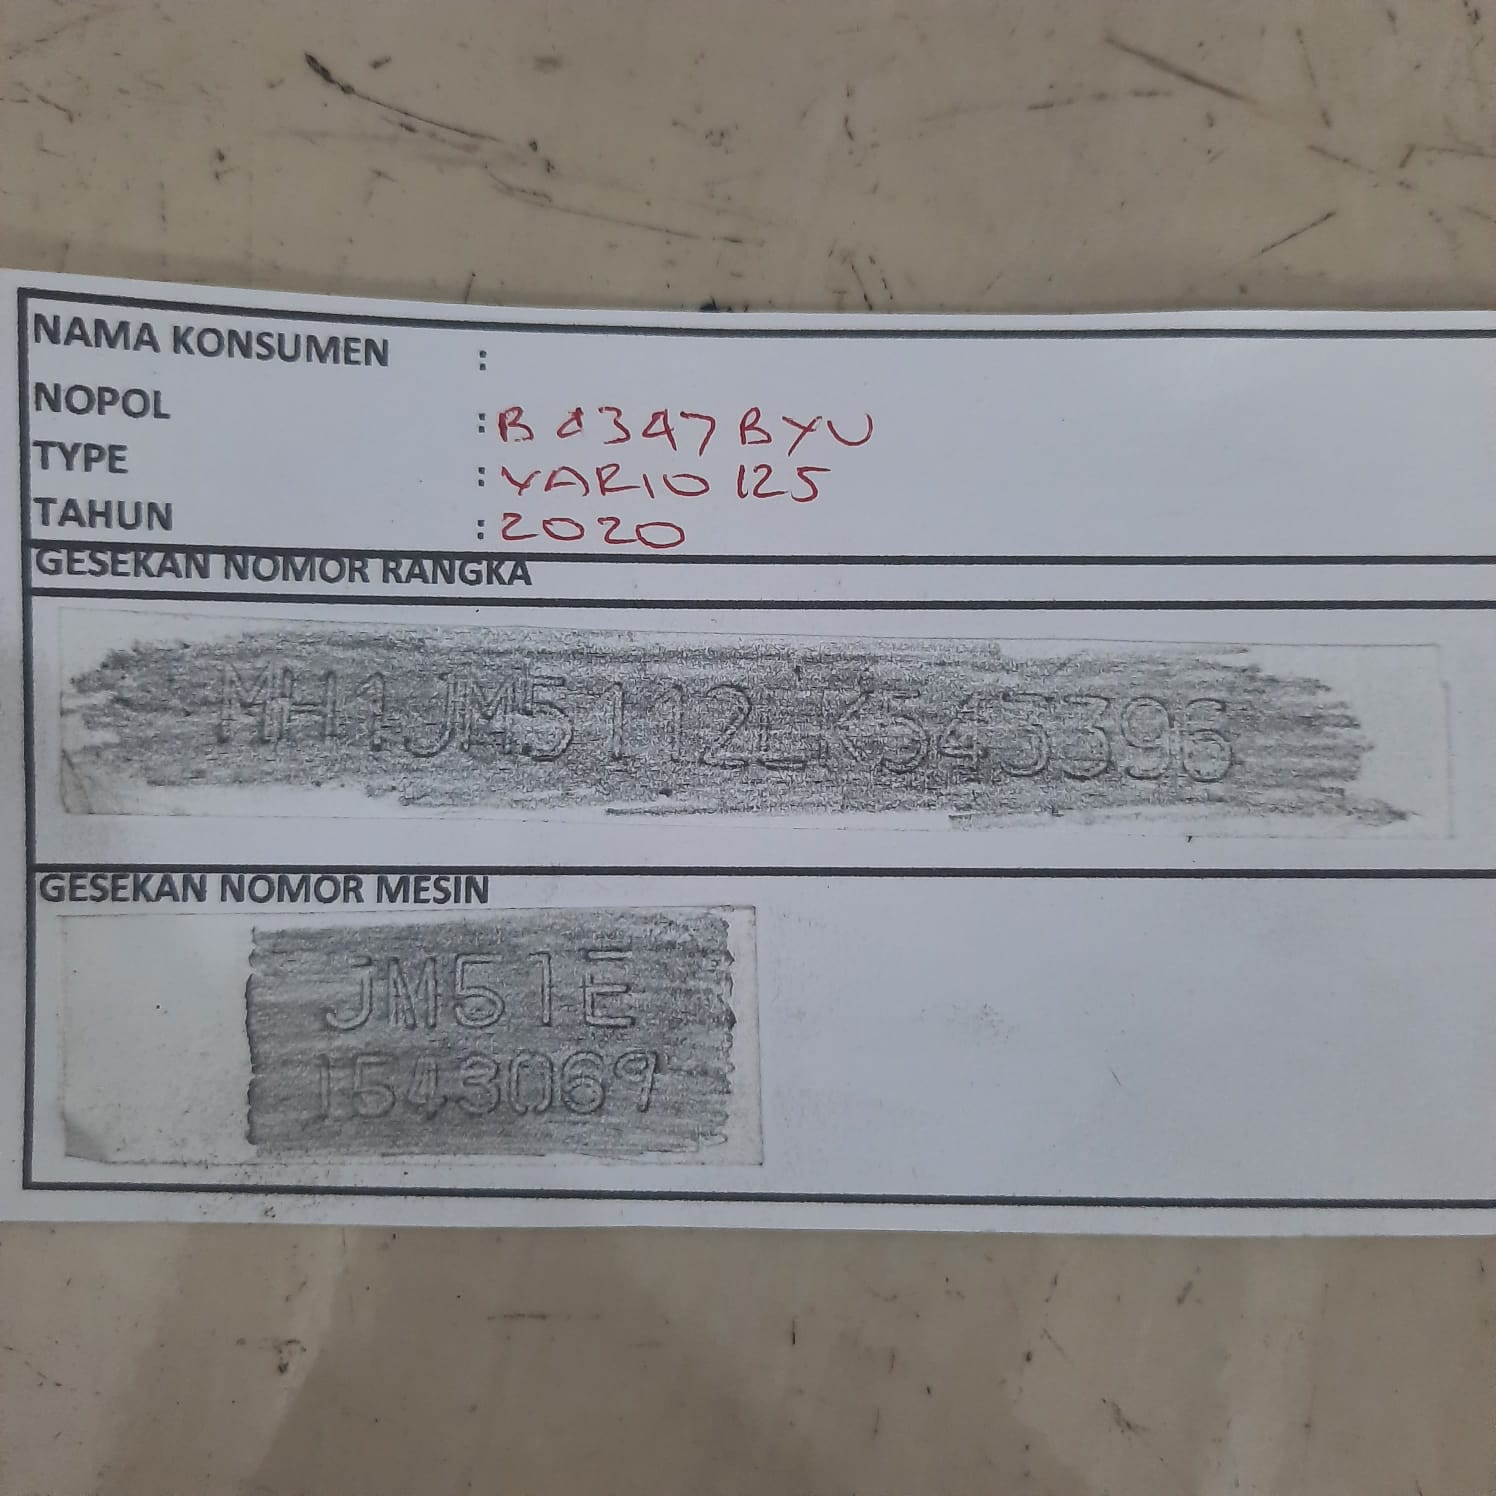 NAMA KONSUMEN :
NOPOL : B 4347 BYU
TYPE : VARIO 125
TAHUN : 2020
GESEKAN NOMOR RANGKA
MH1JM5112LK543396
GESEKAN NOMOR MESIN
JM51E
1543069